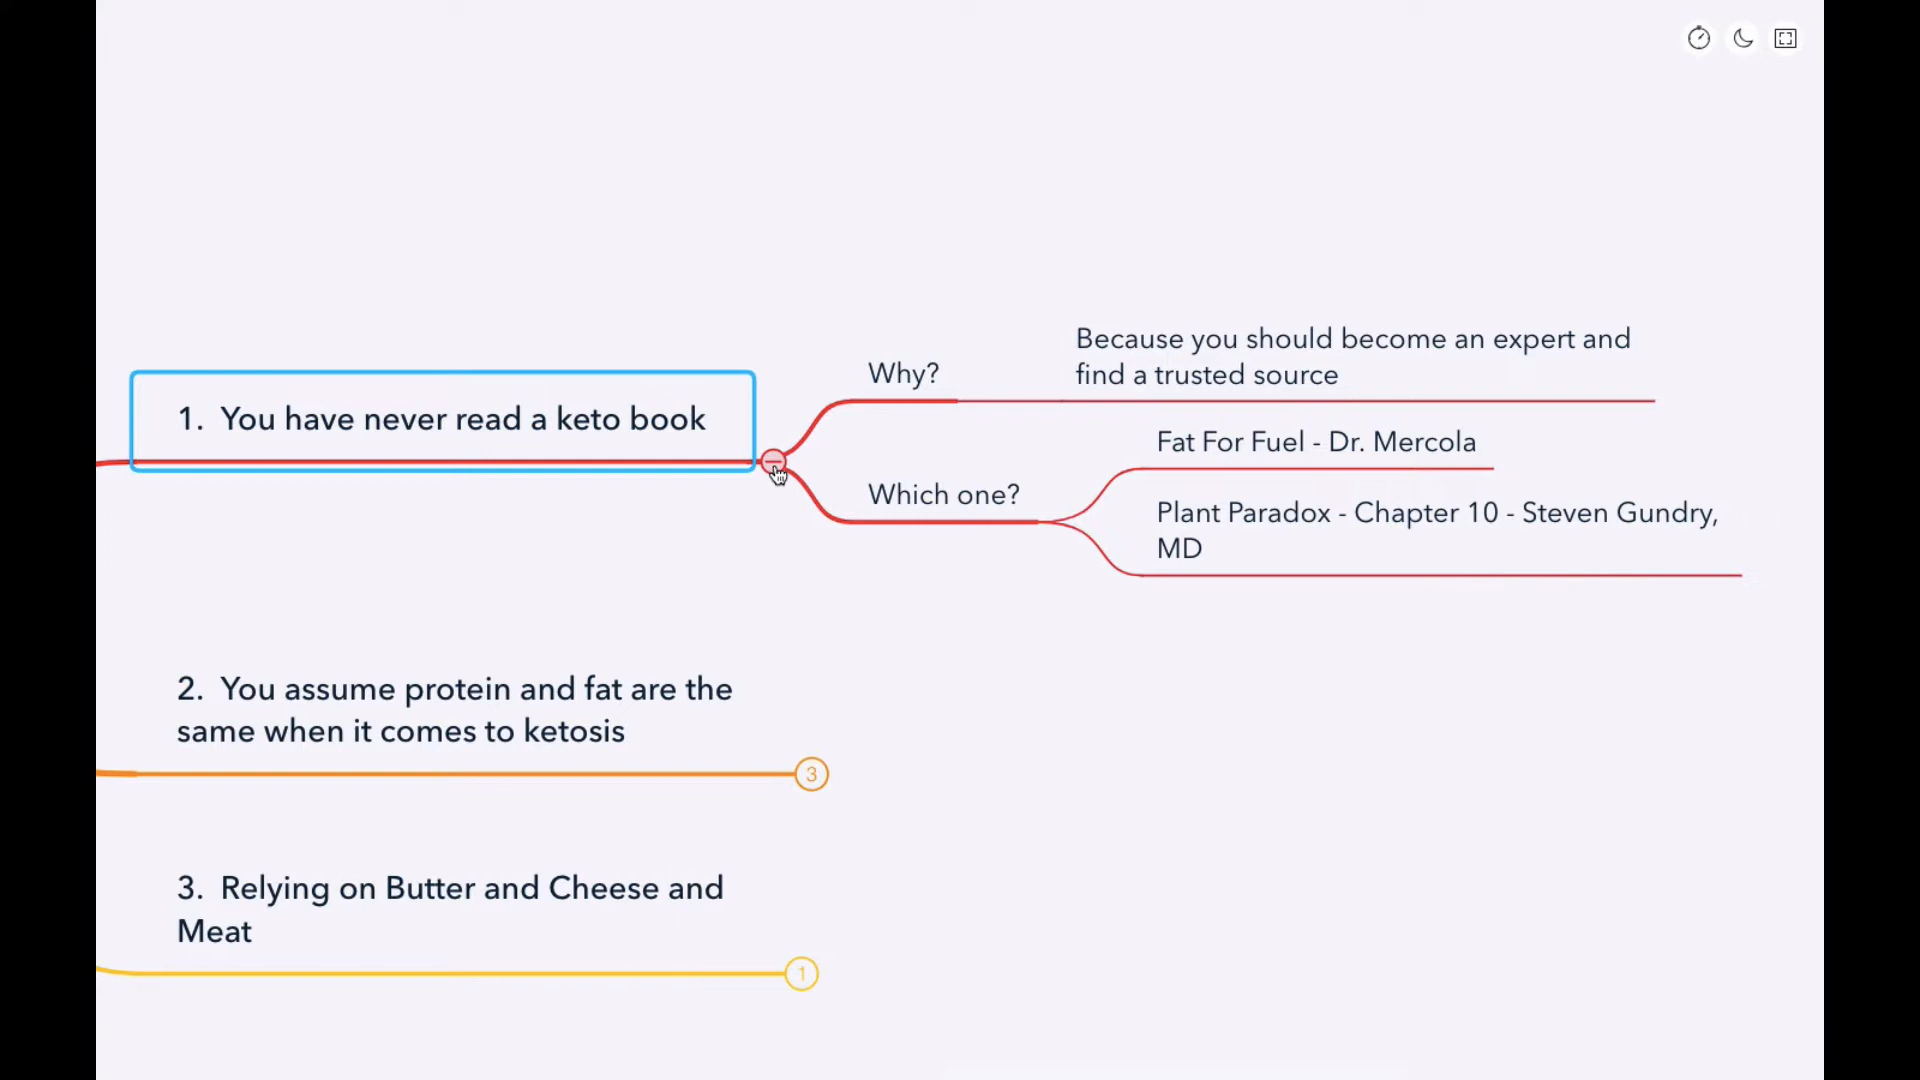 1. You have never read a keto book
Why?
Because you should become an expert and
find a trusted source
Which one?
Fat For Fuel - Dr. Mercola
Plant Paradox - Chapter 10 - Steven Gundry,
MD
2. You assume protein and fat are the
same when it comes to ketosis
3
3. Relying on Butter and Cheese and
Meat
1